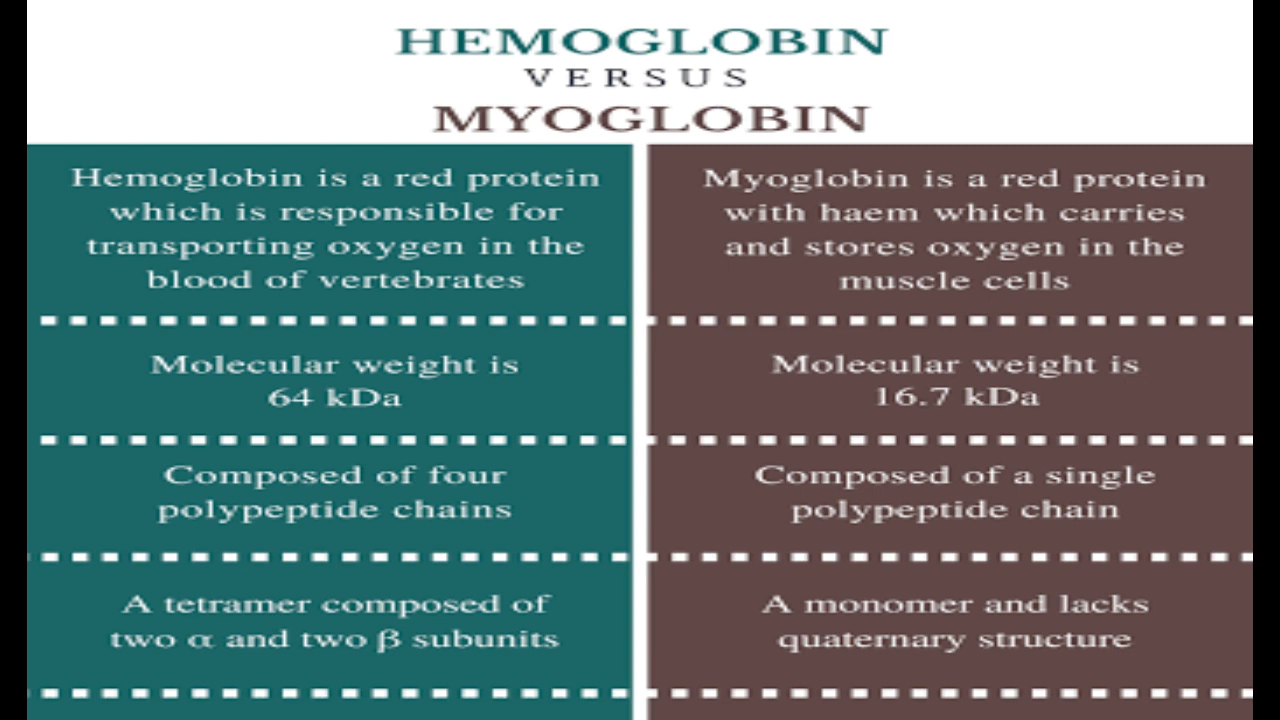 HEMOGLOBIN
VERSUS
MYOGLOBIN
Hemoglobin is a red protein
which is responsible for
transporting oxygen in the
blood of vertebrates
Myoglobin is a red protein
with haem which carries
and stores oxygen in the
muscle cells
Molecular weight is
64 kDa
Molecular weight is
16.7 kDa
Composed of four
polypeptide chains
Composed of a single
polypeptide chain
A tetramer composed of
two α and two β subunits
A monomer and lacks
quaternary structure